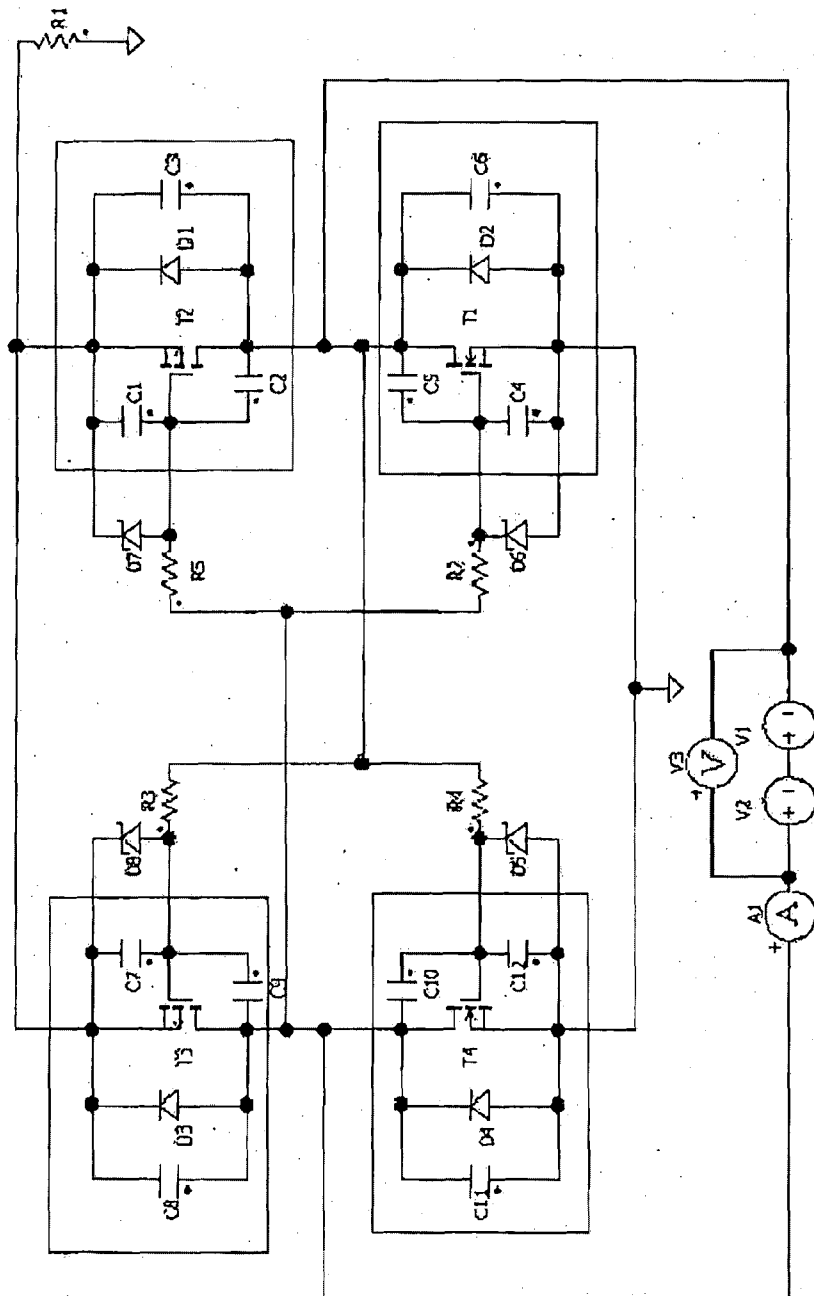 R1
C3
C6
D1
D2
T2
T1
C1
C2
C5
C4
D7
R5
R2
D6
V3
V
V1
+ -
V2
+ -
A1
A
+
+
R3
R4
D8
D5
C7
C9
C10
C12
T3
T4
D3
D4
C8
C11